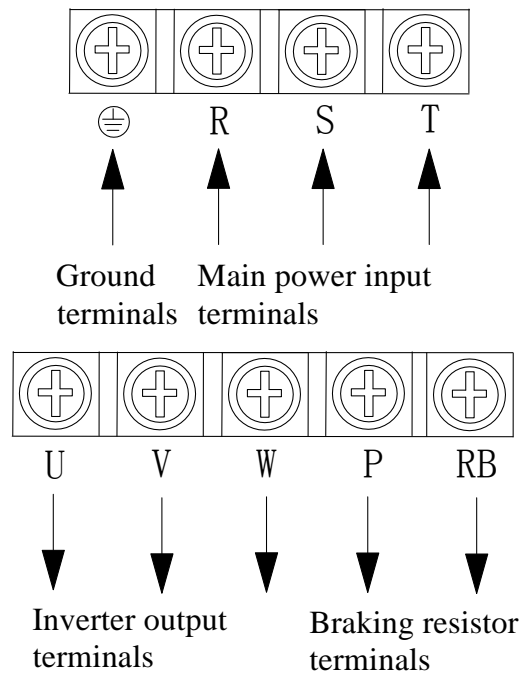 R S T
Ground
terminals
Main power input
terminals
U V W P RB
Inverter output
terminals
Braking resistor
terminals